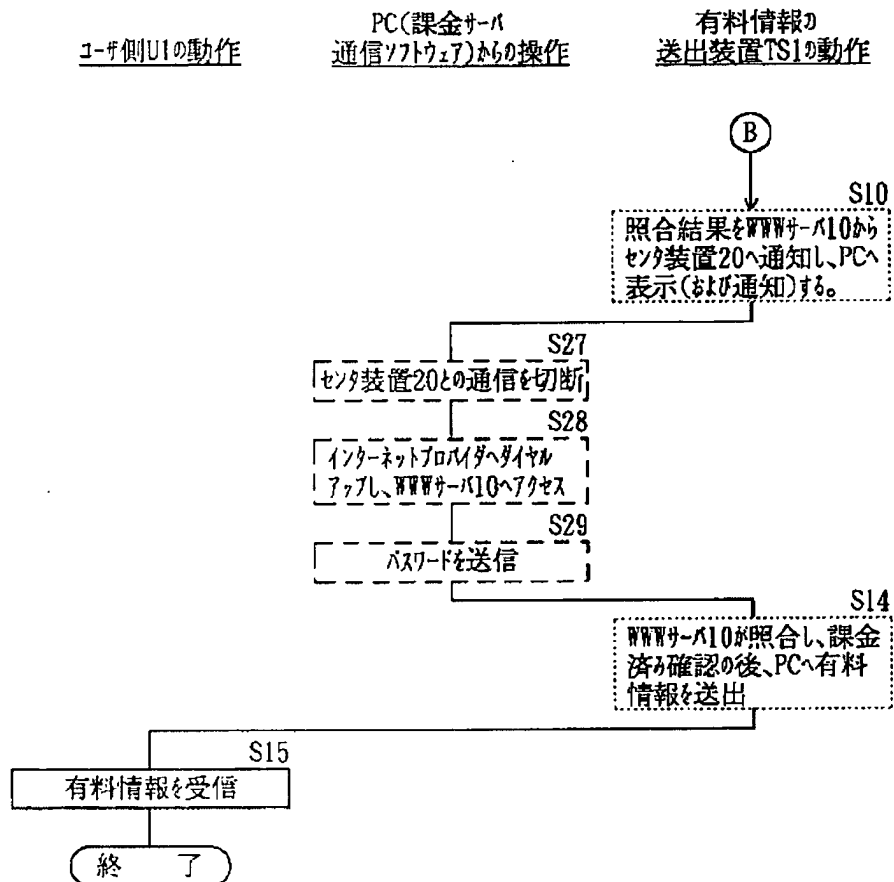 ユーザ側U1の動作
PC(課金サーバ
通信ソフトウェア)からの操作
有料情報の
送出装置TS1の動作
B
S10
照合結果をWWWサーバ10から
センタ装置20へ通知し、PCへ
表示(および通知)する。
S27
センタ装置20との通信を切断
S28
インターネットプロバイダへダイヤル
アップし、WWWサーバ10へアクセス
S29
パスワードを送信
S14
WWWサーバ10が照合し、課金
済み確認の後、PCへ有料
情報を送出
S15
有料情報を受信
終 了